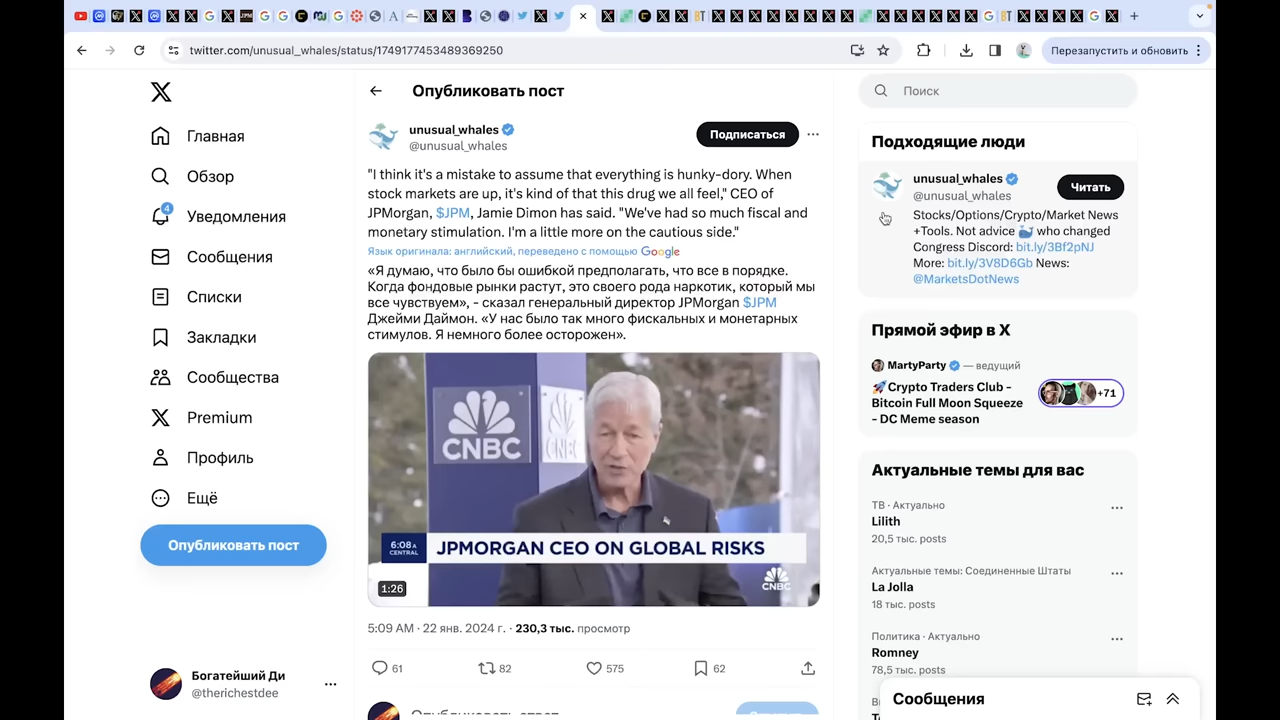 twitter.com/unusual_whales/status/1749177453489369250
Перезапустить и обновить
Главная
Обзор
4
Уведомления
Сообщения
Списки
Закладки
Сообщества
Premium
Профиль
Ещё
Опубликовать пост
Богатейший Ди
@therichestdee
Опубликовать пост
unusual_whales
@unusual_whales
Подписаться
"I think it's a mistake to assume that everything is hunky-dory. When
stock markets are up, it's kind of that this drug we all feel," CEO of
JPMorgan, $JPM, Jamie Dimon has said. "We've had so much fiscal and
monetary stimulation. I'm a little more on the cautious side."
Язык оригинала: английский, переведено с помощью Google
«Я думаю, что было бы ошибкой предполагать, что все в порядке.
Когда фондовые рынки растут, это своего рода наркотик, который мы
все чувствуем», - сказал генеральный директор JPMorgan $JPM
Джейми Даймон. «У нас было так много фискальных и монетарных
стимулов. Я немного более осторожен».
CNBC
CNBC
6:08A
CENTRAL
JPMORGAN CEO ON GLOBAL RISKS
1:26
CNBC
5:09 AM · 22 янв. 2024 г. · 230,3 тыс. просмотр
61
82
575
62
Опубликовать ответ
Поиск
Подходящие люди
unusual_whales
@unusual_whales
Читать
Stocks/Options/Crypto/Market News
+Tools. Not advice 🐳 who changed
Congress Discord: bit.ly/3Bf2pNJ
More: bit.ly/3V8D6Gb News:
@MarketsDotNews
Прямой эфир в X
MartyParty — ведущий
🚀Crypto Traders Club -
Bitcoin Full Moon Squeeze
- DC Meme season
+71
Актуальные темы для вас
ТВ · Актуально
Lilith
20,5 тыс. posts
Актуальные темы: Соединенные Штаты
La Jolla
18 тыс. posts
Политика · Актуально
Romney
78,5 тыс. posts
Сообщения